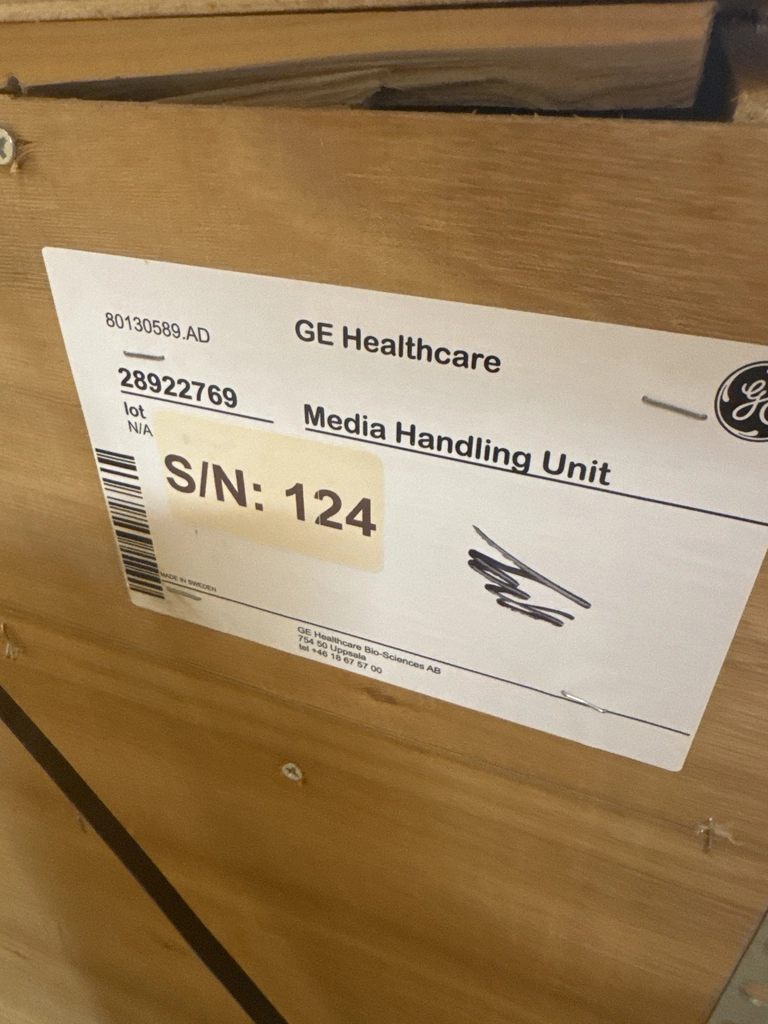 80130589.AD
GE Healthcare
28922769
lot
N/A
Media Handling Unit
S/N: 124
MADE IN SWEDEN
GE Healthcare Bio-Sciences AB
754 50 Uppsala
tel +46 18 67 57 00